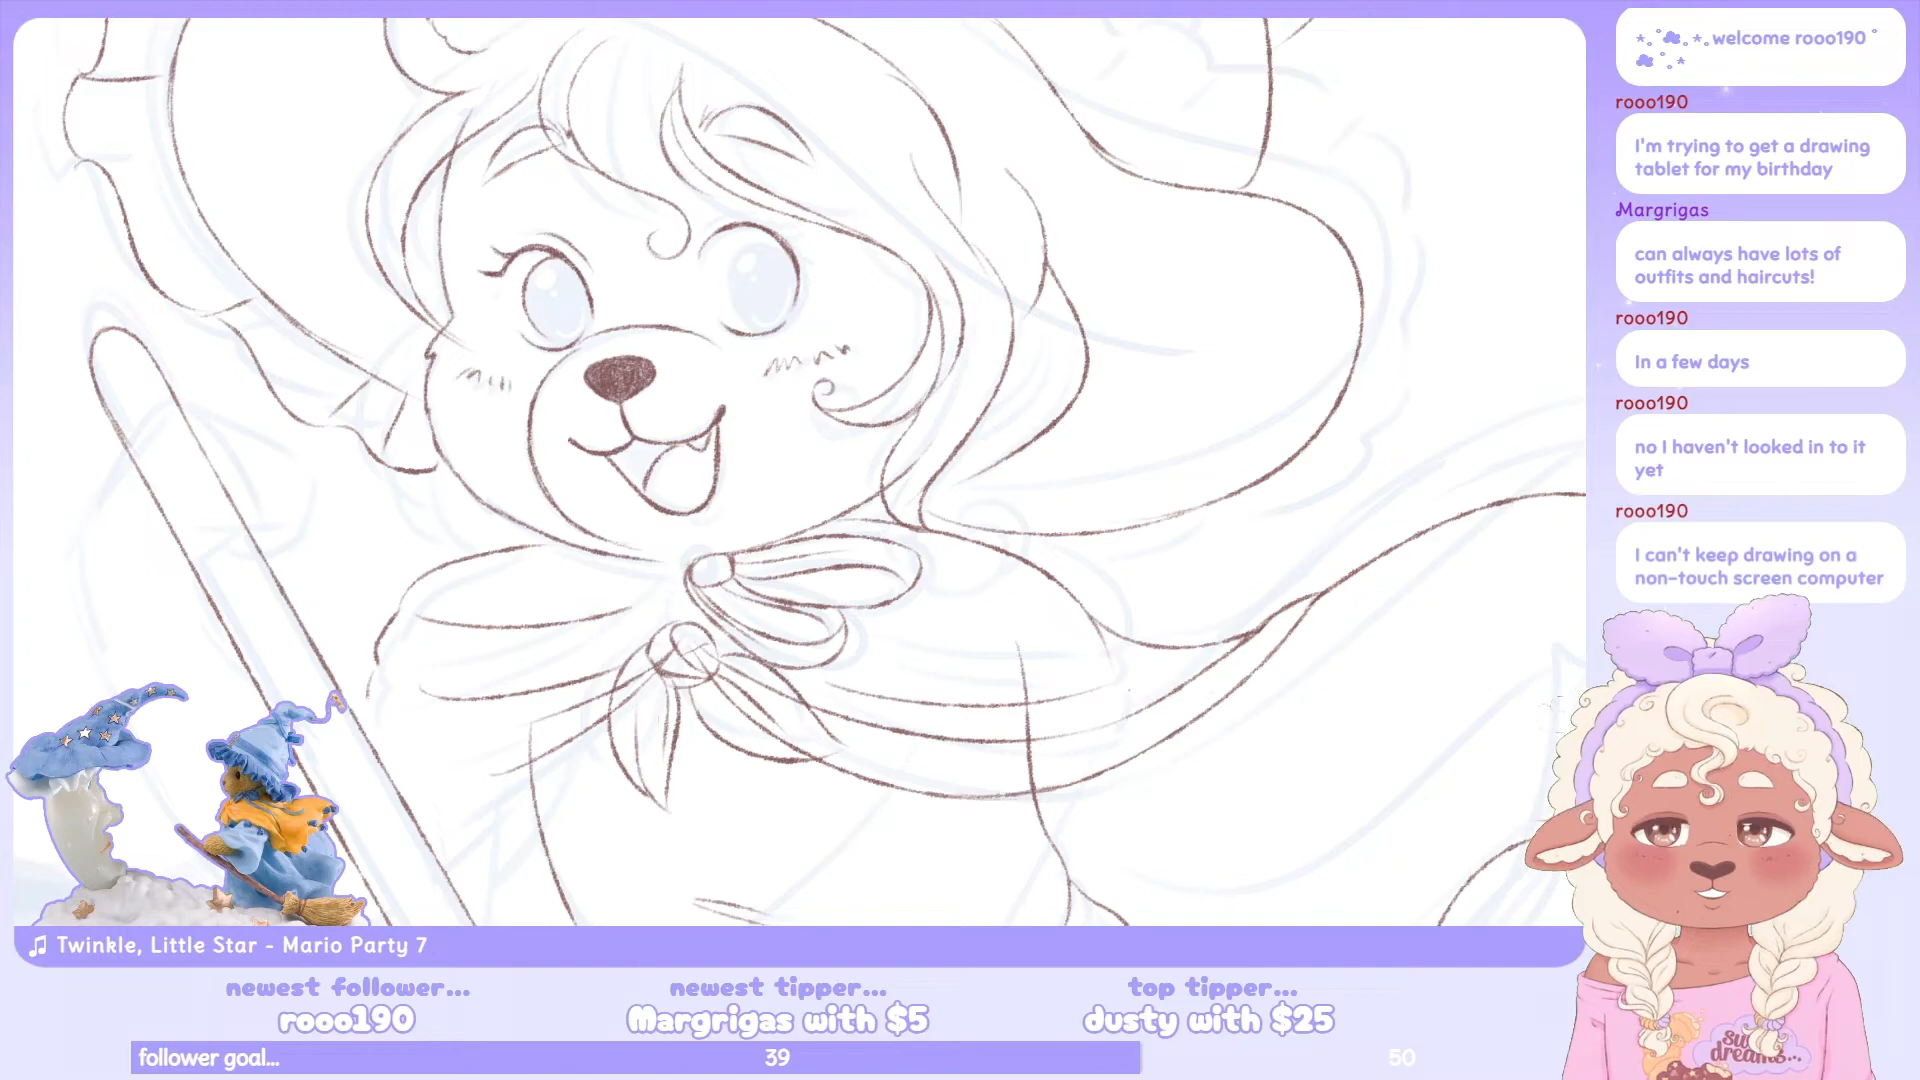 welcome rooo190
rooo190
I'm trying to get a drawing
tablet for my birthday
Margrigas
can always have lots of
outfits and haircuts!
rooo190
In a few days
rooo190
no I haven't looked in to it
yet
rooo190
I can't keep drawing on a
non-touch screen computer
♫ Twinkle, Little Star - Mario Party 7
newest follower...
rooo190
newest tipper...
Margrigas with $5
top tipper...
dusty with $25
follower goal...
39
50
dreams...